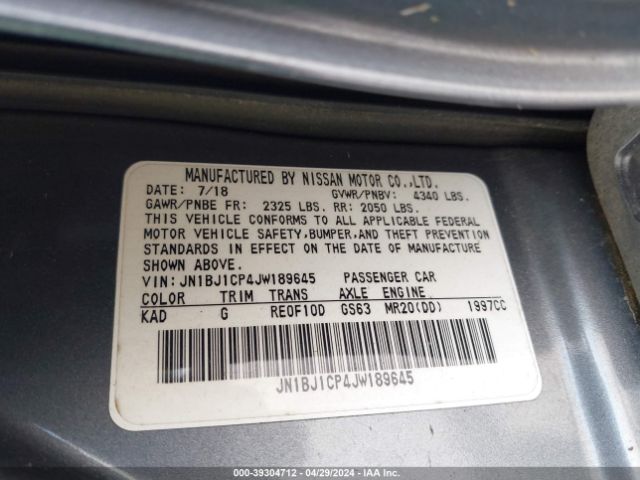 MANUFACTURED BY NISSAN MOTOR CO.,LTD.
DATE: 7/18 GVWR/PNBV: 4340 LBS.
GAWR/PNBE FR: 2325 LBS. RR: 2050 LBS.
THIS VEHICLE CONFORMS TO ALL APPLICABLE FEDERAL
MOTOR VEHICLE SAFETY,BUMPER,AND THEFT PREVENTION
STANDARDS IN EFFECT ON THE DATE OF MANUFACTURE
SHOWN ABOVE.
VIN: JN1BJ1CP4JW189645 PASSENGER CAR
COLOR TRIM TRANS AXLE ENGINE
KAD G RE0F10D GS63 MR20(DD) 1997CC
JN1BJ1CP4JW189645
000-39304712 - 04/29/2024 - IAA Inc.